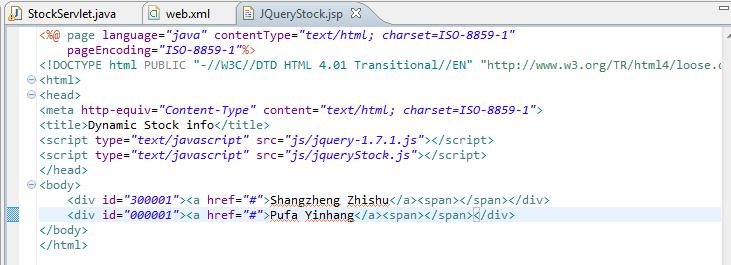 StockServlet.java web.xml JQueryStock.jsp
<%@ page language="java" contentType="text/html; charset=ISO-8859-1"
pageEncoding="ISO-8859-1"%>
<!DOCTYPE html PUBLIC "-//W3C//DTD HTML 4.01 Transitional//EN" "http://www.w3.org/TR/html4/loose.
<html>
<head>
<meta http-equiv="Content-Type" content="text/html; charset=ISO-8859-1">
<title>Dynamic Stock info</title>
<script type="text/javascript" src="js/jquery-1.7.1.js"></script>
<script type="text/javascript" src="js/jqueryStock.js"></script>
</head>
<body>
<div id="300001"><a href="#">Shangzheng Zhishu</a><span></span></div>
<div id="000001"><a href="#">Pufa Yinhang</a><span></span></div>
</body>
</html>